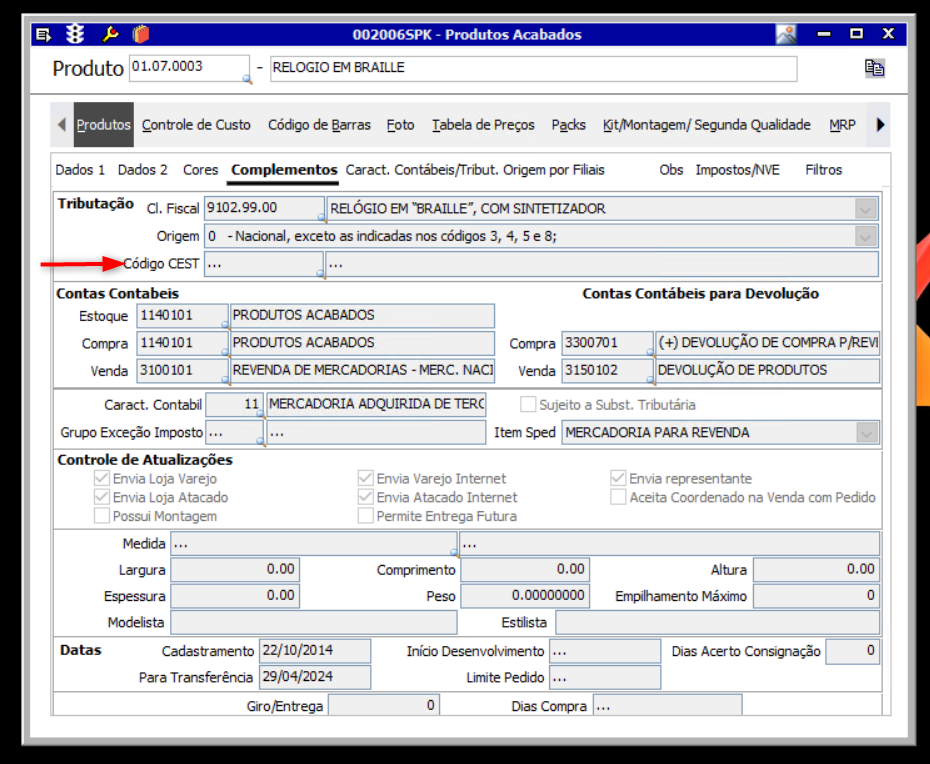 002006SPK - Produtos Acabados
Produto 01.07.0003 - RELOGIO EM BRAILLE
Produtos Controle de Custo Código de Barras Foto Tabela de Preços Packs Kit/Montagem/ Segunda Qualidade MRP
Dados 1 Dados 2 Cores Complementos Caract. Contábeis/Tribut. Origem por Filiais Obs Impostos/NVE Filtros
Tributação Cl. Fiscal 9102.99.00 RELÓGIO EM "BRAILLE", COM SINTETIZADOR
Origem 0 - Nacional, exceto as indicadas nos códigos 3, 4, 5 e 8;
Código CEST ... ...
Contas Contabeis Contas Contábeis para Devolução
Estoque 1140101 PRODUTOS ACABADOS
Compra 1140101 PRODUTOS ACABADOS Compra 3300701 (+) DEVOLUÇÃO DE COMPRA P/REVI
Venda 3100101 REVENDA DE MERCADORIAS - MERC. NACI Venda 3150102 DEVOLUÇÃO DE PRODUTOS
Caract. Contabil 11 MERCADORIA ADQUIRIDA DE TERC Sujeito a Subst. Tributária
Grupo Exceção Imposto ... ... Item Sped MERCADORIA PARA REVENDA
Controle de Atualizações
Envia Loja Varejo Envia Varejo Internet Envia representante
Envia Loja Atacado Envia Atacado Internet Aceita Coordenado na Venda com Pedido
Possui Montagem Permite Entrega Futura
Medida ... ...
Largura 0.00 Comprimento 0.00 Altura 0.00
Espessura 0.00 Peso 0.00000000 Empilhamento Máximo 0
Modelista Estilista
Datas Cadastramento 22/10/2014 Início Desenvolvimento ... Dias Acerto Consignação 0
Para Transferência 29/04/2024 Limite Pedido ...
Giro/Entrega 0 Dias Compra ...